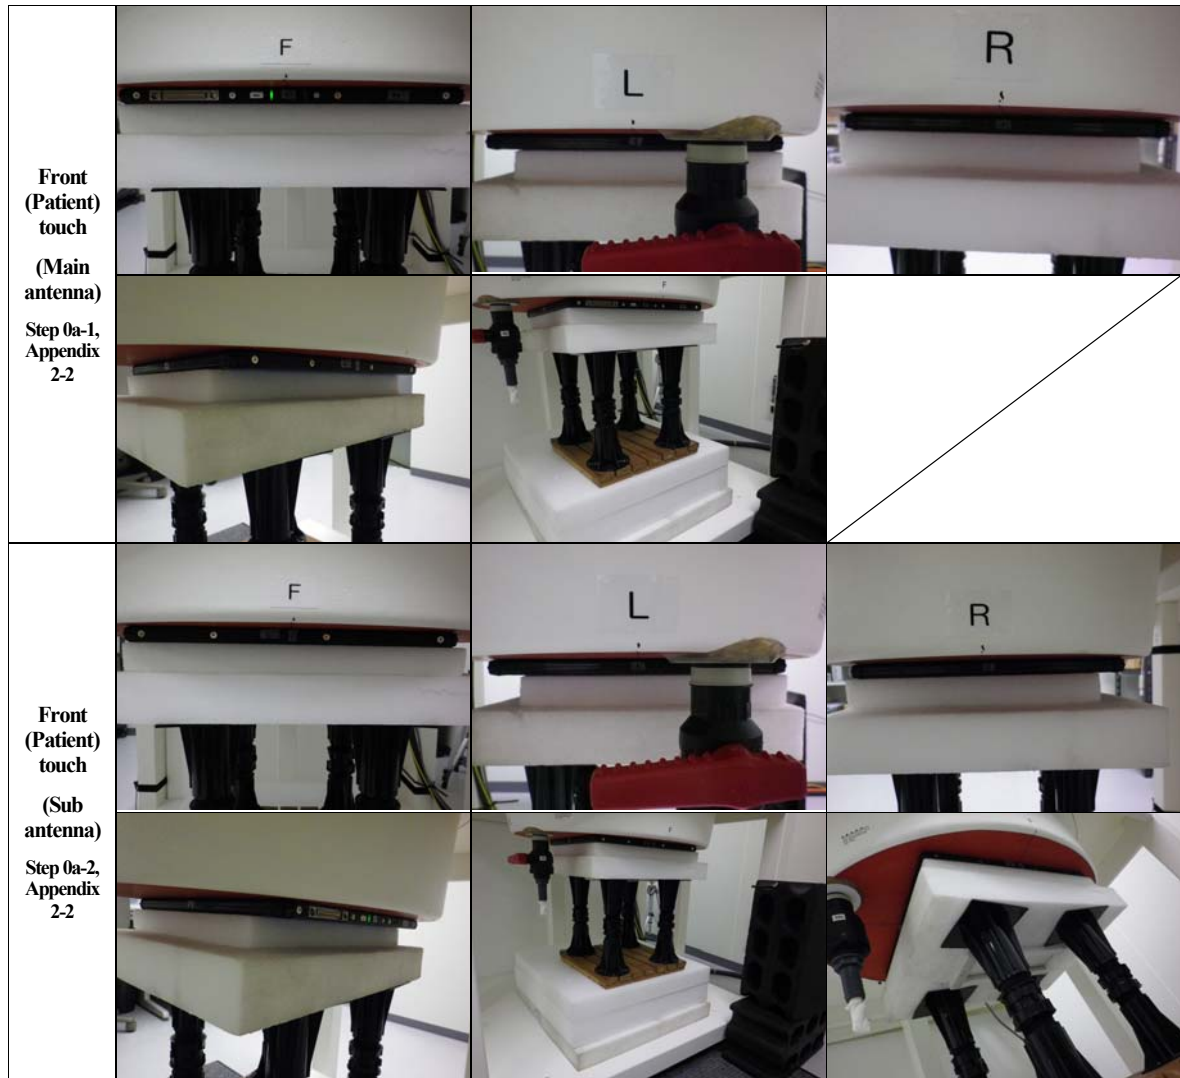 Front
(Patient)
touch
(Main
antenna)
Step 0a-1,
Appendix
2-2
F
L
R
F
Front
(Patient)
touch
(Sub
antenna)
Step 0a-2,
Appendix
2-2
F
L
R
F